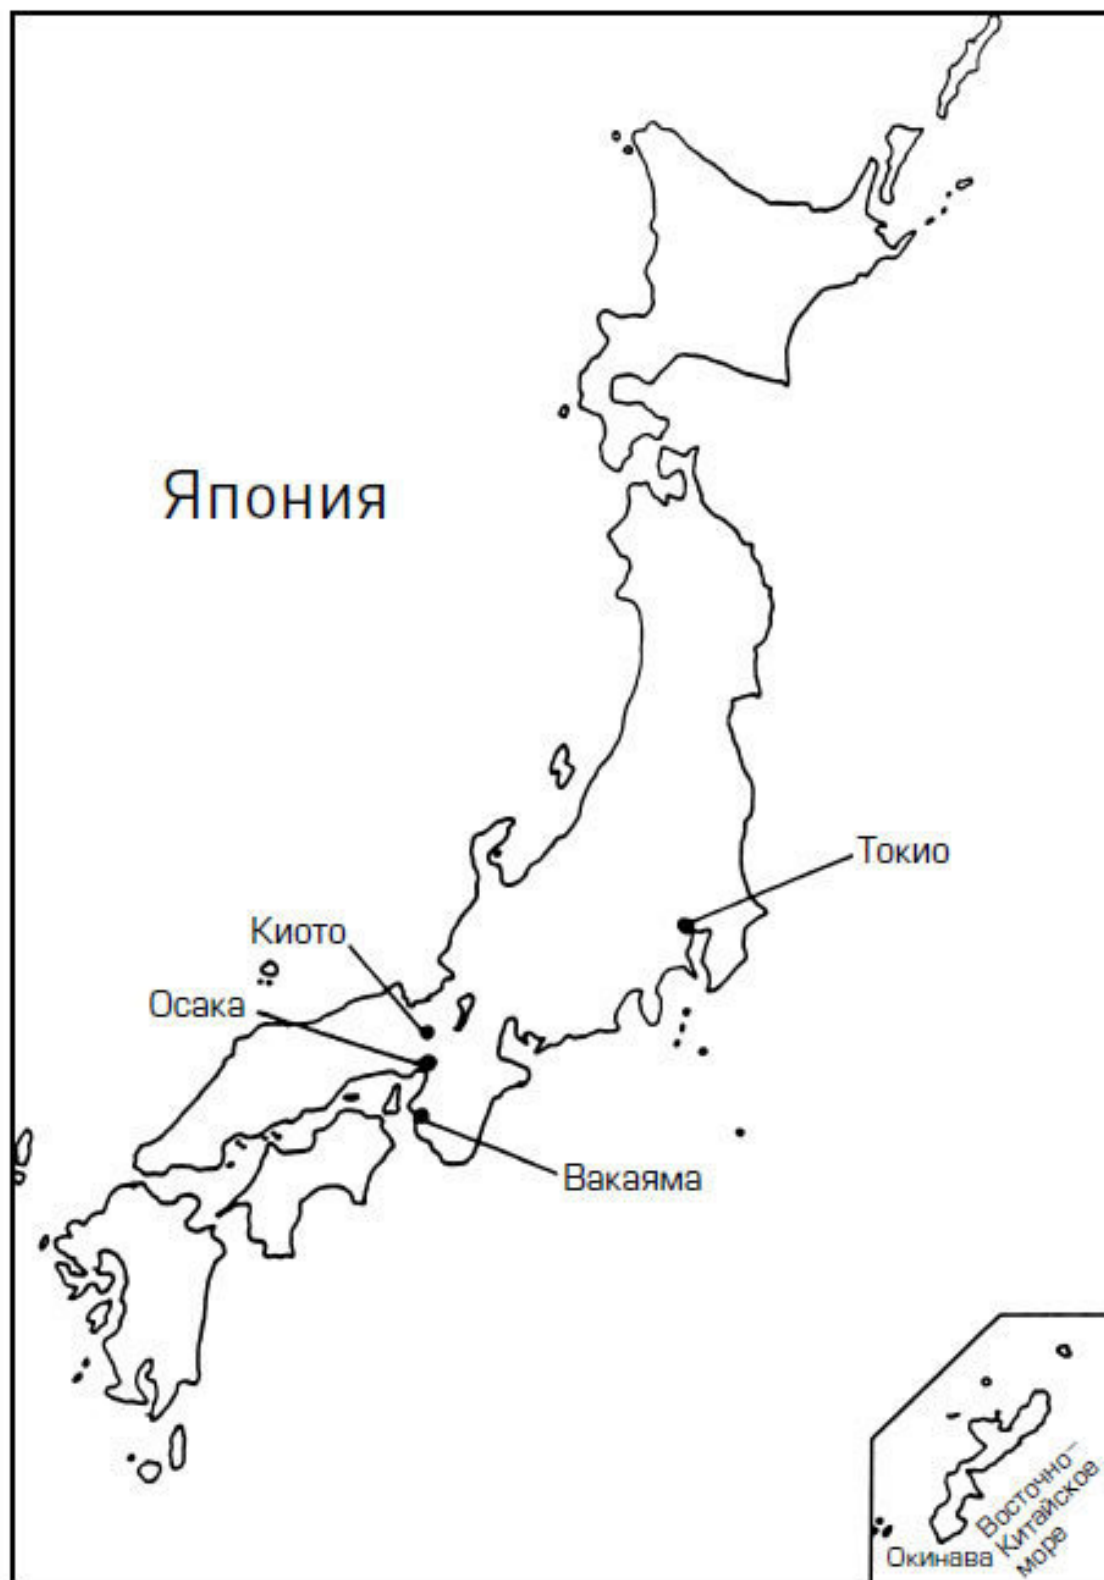 Япония
Токио
Киото
Осака
Вакаяма
Восточно–
Китайское
море
Окинава